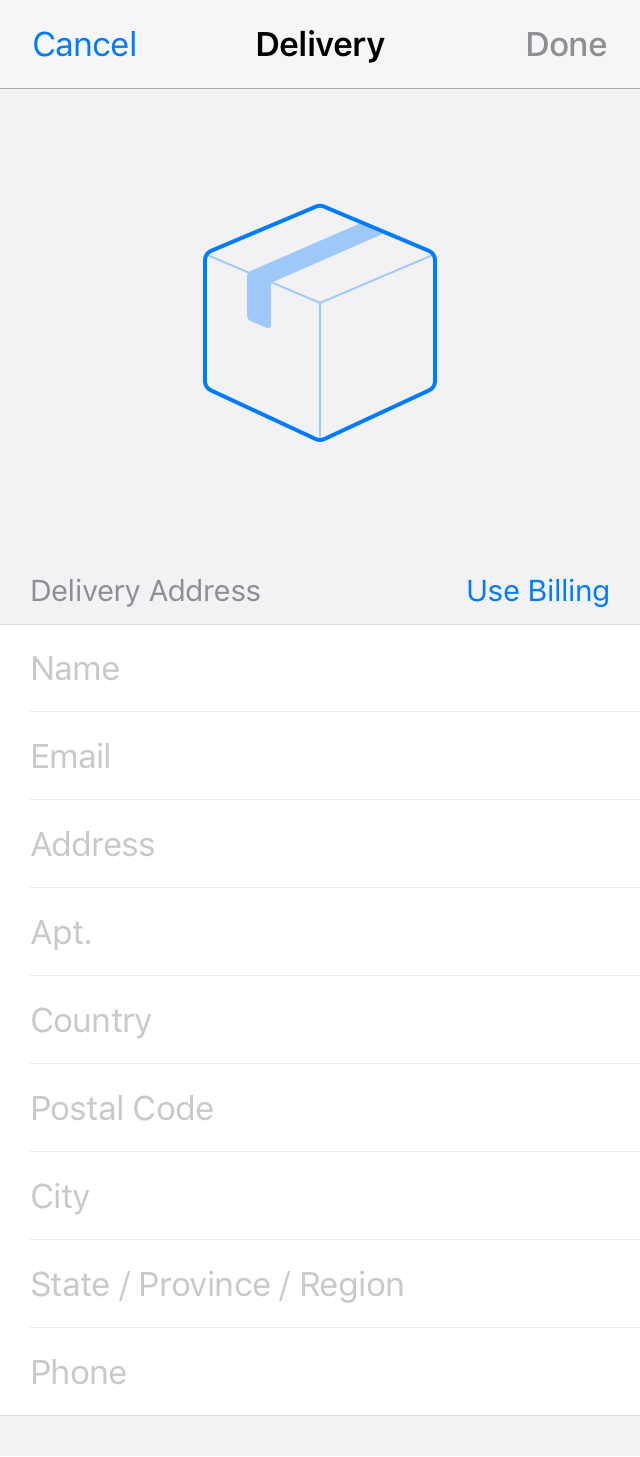 Cancel Delivery Done
Delivery Address Use Billing
Name
Email
Address
Apt.
Country
Postal Code
City
State / Province / Region
Phone